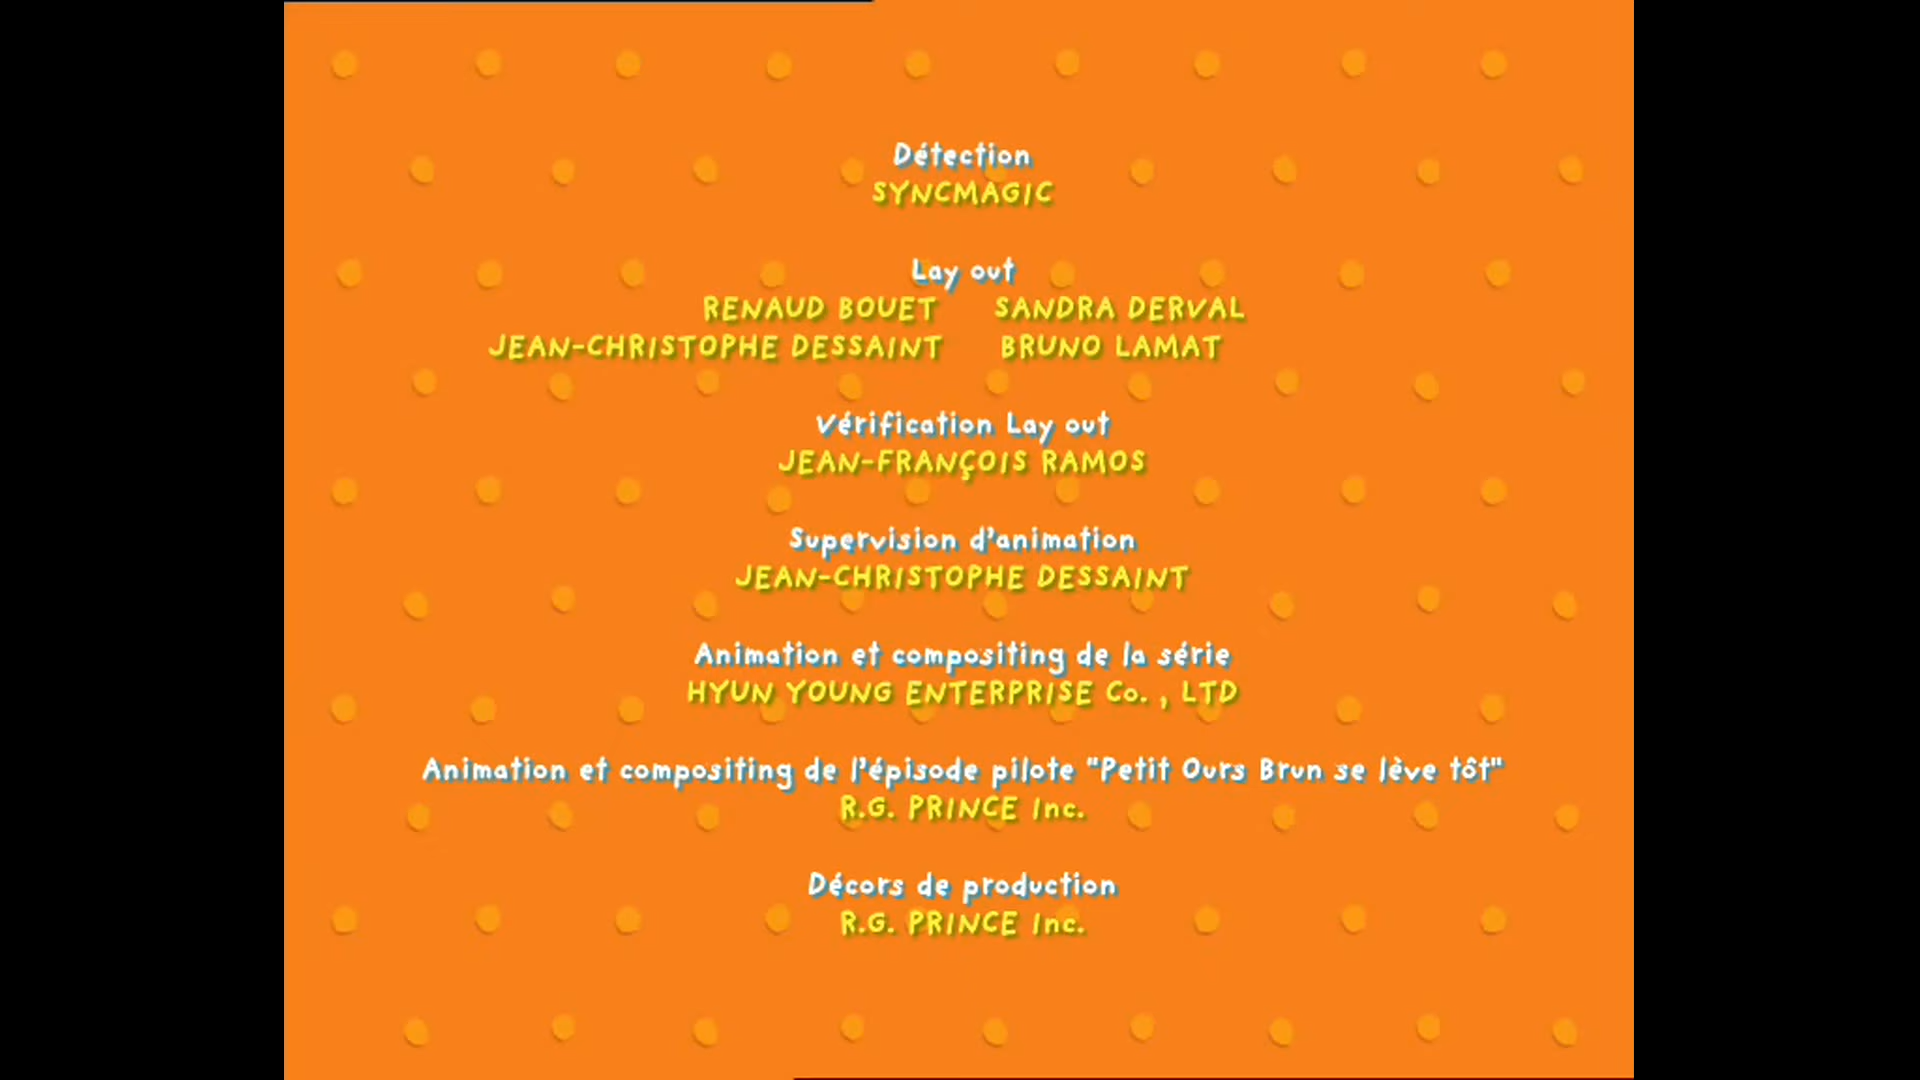 Détection
SYNCMAGIC
Lay out
RENAUD BOUET SANDRA DERVAL
JEAN-CHRISTOPHE DESSAINT BRUNO LAMAT
Vérification Lay out
JEAN-FRANÇOIS RAMOS
Supervision d'animation
JEAN-CHRISTOPHE DESSAINT
Animation et compositing de la série
HYUN YOUNG ENTERPRISE Co. , LTD
Animation et compositing de l'épisode pilote "Petit Ours Brun se lève tôt"
R.G. PRINCE Inc.
Décors de production
R.G. PRINCE Inc.